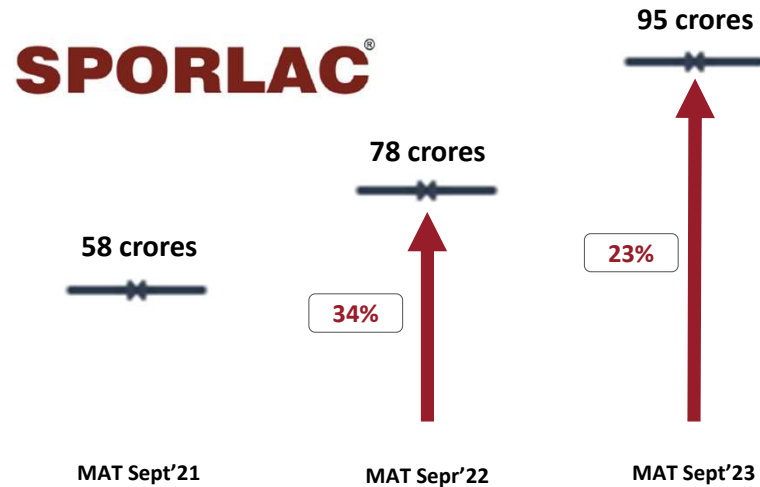 SPORLAC®
95 crores
78 crores
58 crores
23%
34%
MAT Sept’21
MAT Sepr’22
MAT Sept’23